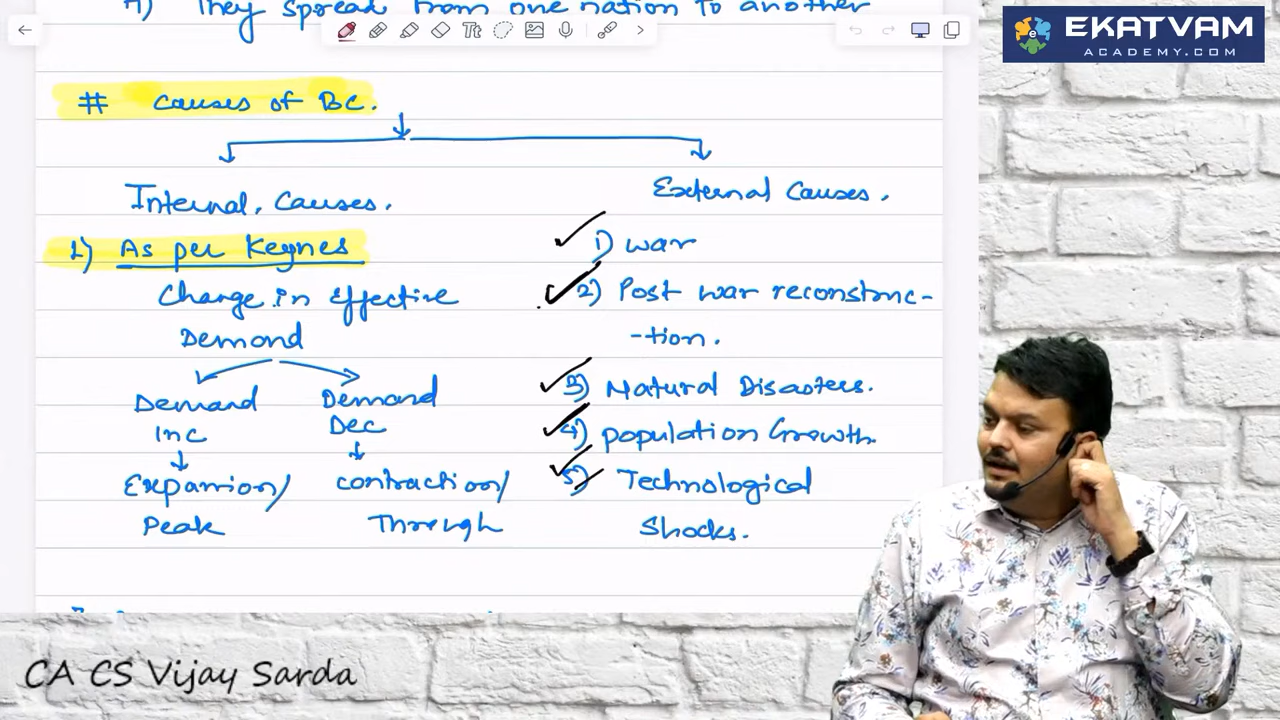 4) They spread from one nation to another
EKATVAM
ACADEMY.COM
# Causes of BC.
Internal. Causes.
External Causes.
1) As per Keynes
Change in Effective
Demand
Demand Inc
Demand Dec
Expansion/
Peak
contraction/
Through
1) war
2) Post war reconstruc-
-tion.
3) Natural Disasters.
4) population Growth.
5) Technological
Shocks.
Tt
CA CS Vijay Sarda